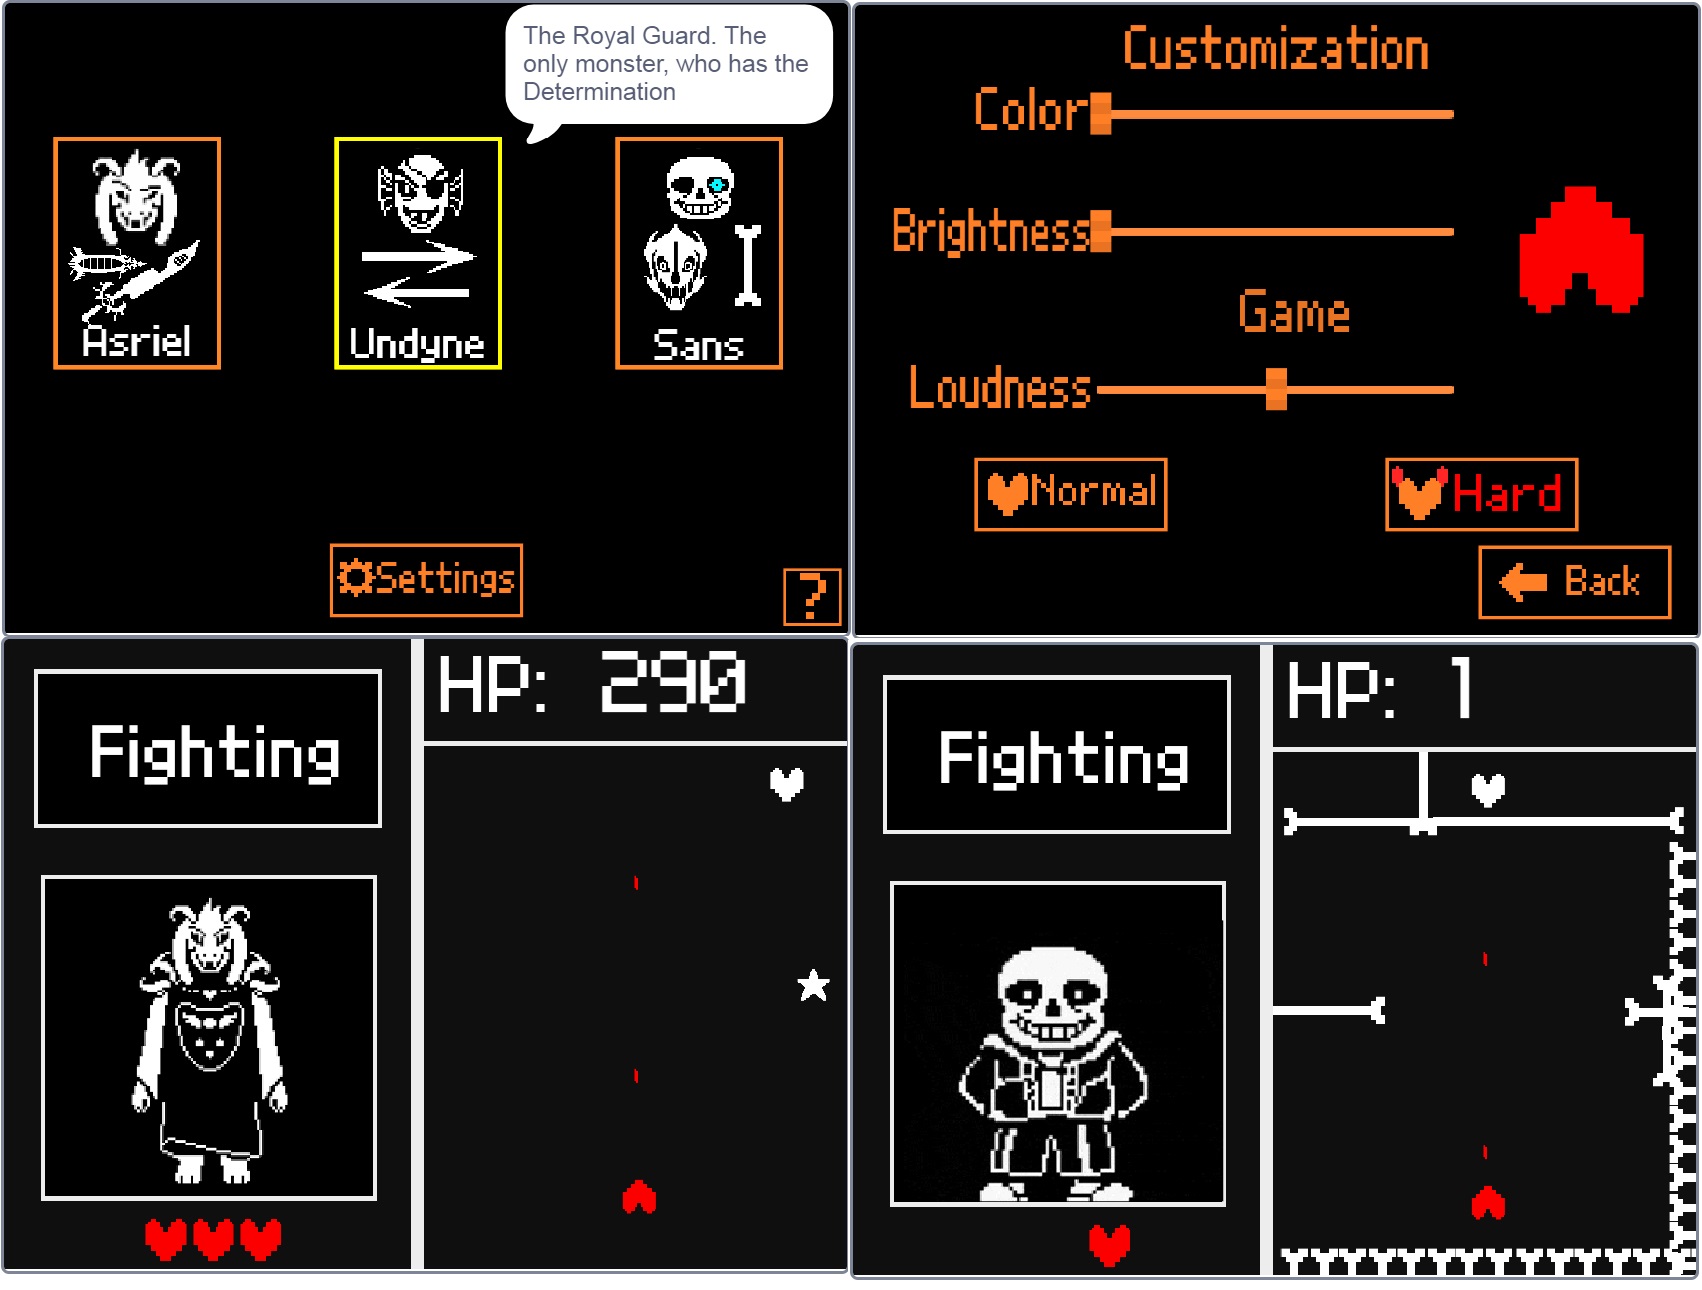 The Royal Guard. The
only monster, who has the
Determination
Asriel
Undyne
Sans
Settings
?
Customization
Color
Brightness
Game
Loudness
Normal
Hard
Back
Fighting
HP: 290
Fighting
HP: 1